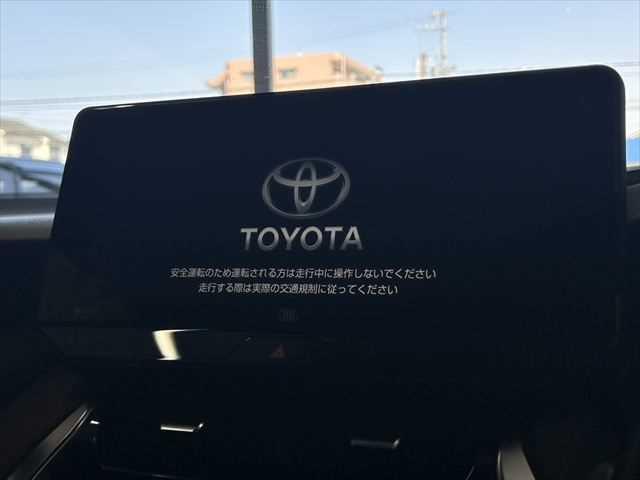 TOYOTA
安全運転のため運転される方は走行中に操作しないでください
走行する際は実際の交通規制に従ってください